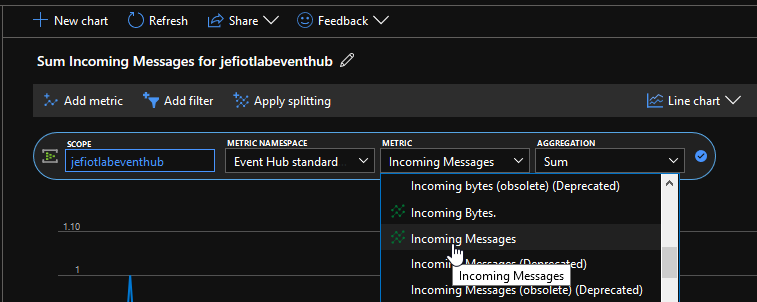 New chart Refresh Share Feedback
Sum Incoming Messages for jefiotlabeventhub
Add metric Add filter Apply splitting Line chart
SCOPE METRIC NAMESPACE METRIC AGGREGATION
jefiotlabeventhub Event Hub standard... Incoming Messages Sum
Incoming bytes (obsolete) (Deprecated)
Incoming Bytes.
1.10
Incoming Messages
Messages (Deprecated)
1
Incoming Messages
Incoming Messages (obsolete) (Deprecated)